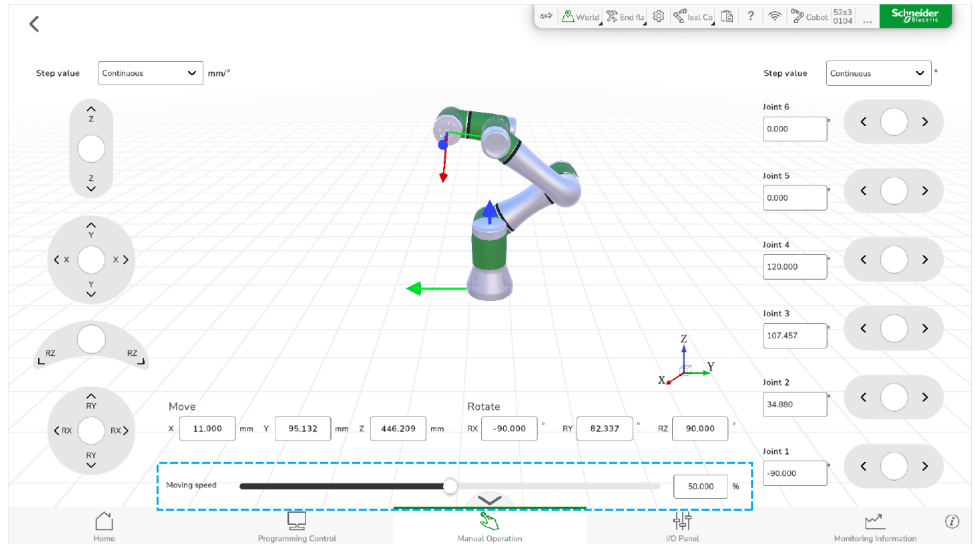 World
End fla
leal Co
?
Cobot
52a3
0104
...
Schneider
Electric
Step value Continuous mm/°
Step value Continuous °
Z
Z
Y
X X
Y
RZ RZ
RY
RX RX
RY
Joint 6
0.000 °
Joint 5
0.000 °
Joint 4
120.000 °
Joint 3
107.457 °
Joint 2
34.880 °
Joint 1
-90.000 °
Z
Y
X
Move
X 11.000 mm Y 95.132 mm Z 446.209 mm
Rotate
RX -90.000 ° RY 82.337 ° RZ 90.000 °
Moving speed 50.000 %
Home
Programming Control
Manual Operation
I/O Panel
Monitoring Information
i